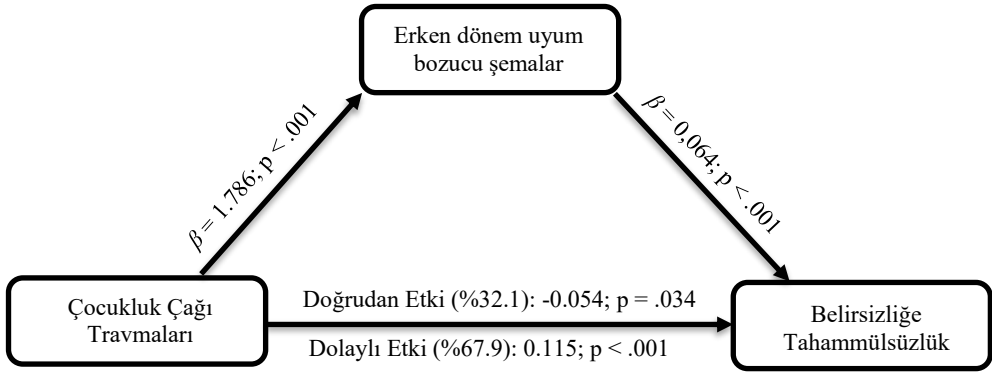 Erken dönem uyum
bozucu şemalar
β = 1.786; p < .001
β = 0,064; p < .001
Çocukluk Çağı
Travmaları
Doğrudan Etki (%32.1): -0.054; p = .034
Dolaylı Etki (%67.9): 0.115; p < .001
Belirsizliğe
Tahammülsüzlük